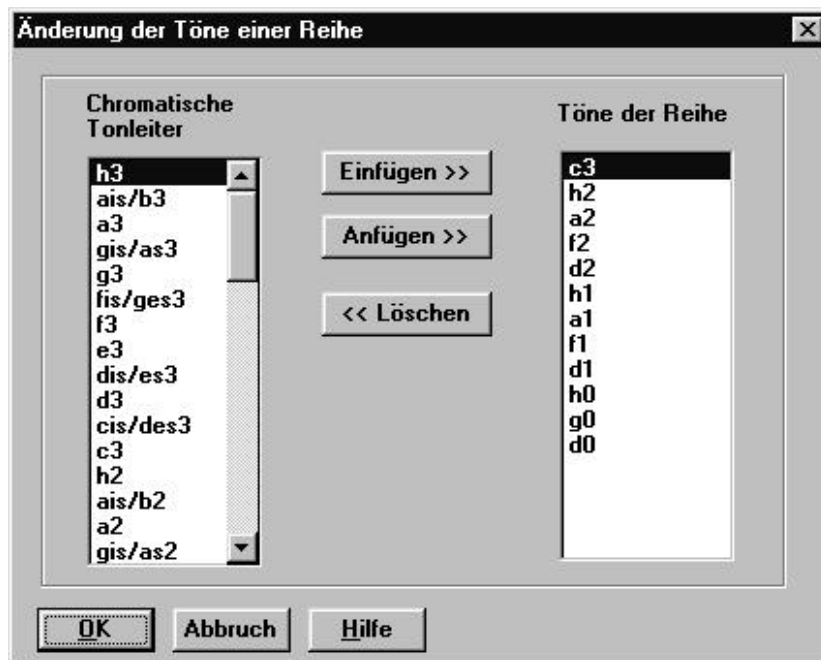 Änderung der Töne einer Reihe
Chromatische
Tonleiter
h3
ais/b3
a3
gis/as3
g3
fis/ges3
f3
e3
dis/es3
d3
cis/des3
c3
h2
ais/b2
a2
gis/as2
Einfügen >>
Anfügen >>
<< Löschen
Töne der Reihe
c3
h2
a2
f2
d2
h1
a1
f1
d1
h0
g0
d0
OK
Abbruch
Hilfe